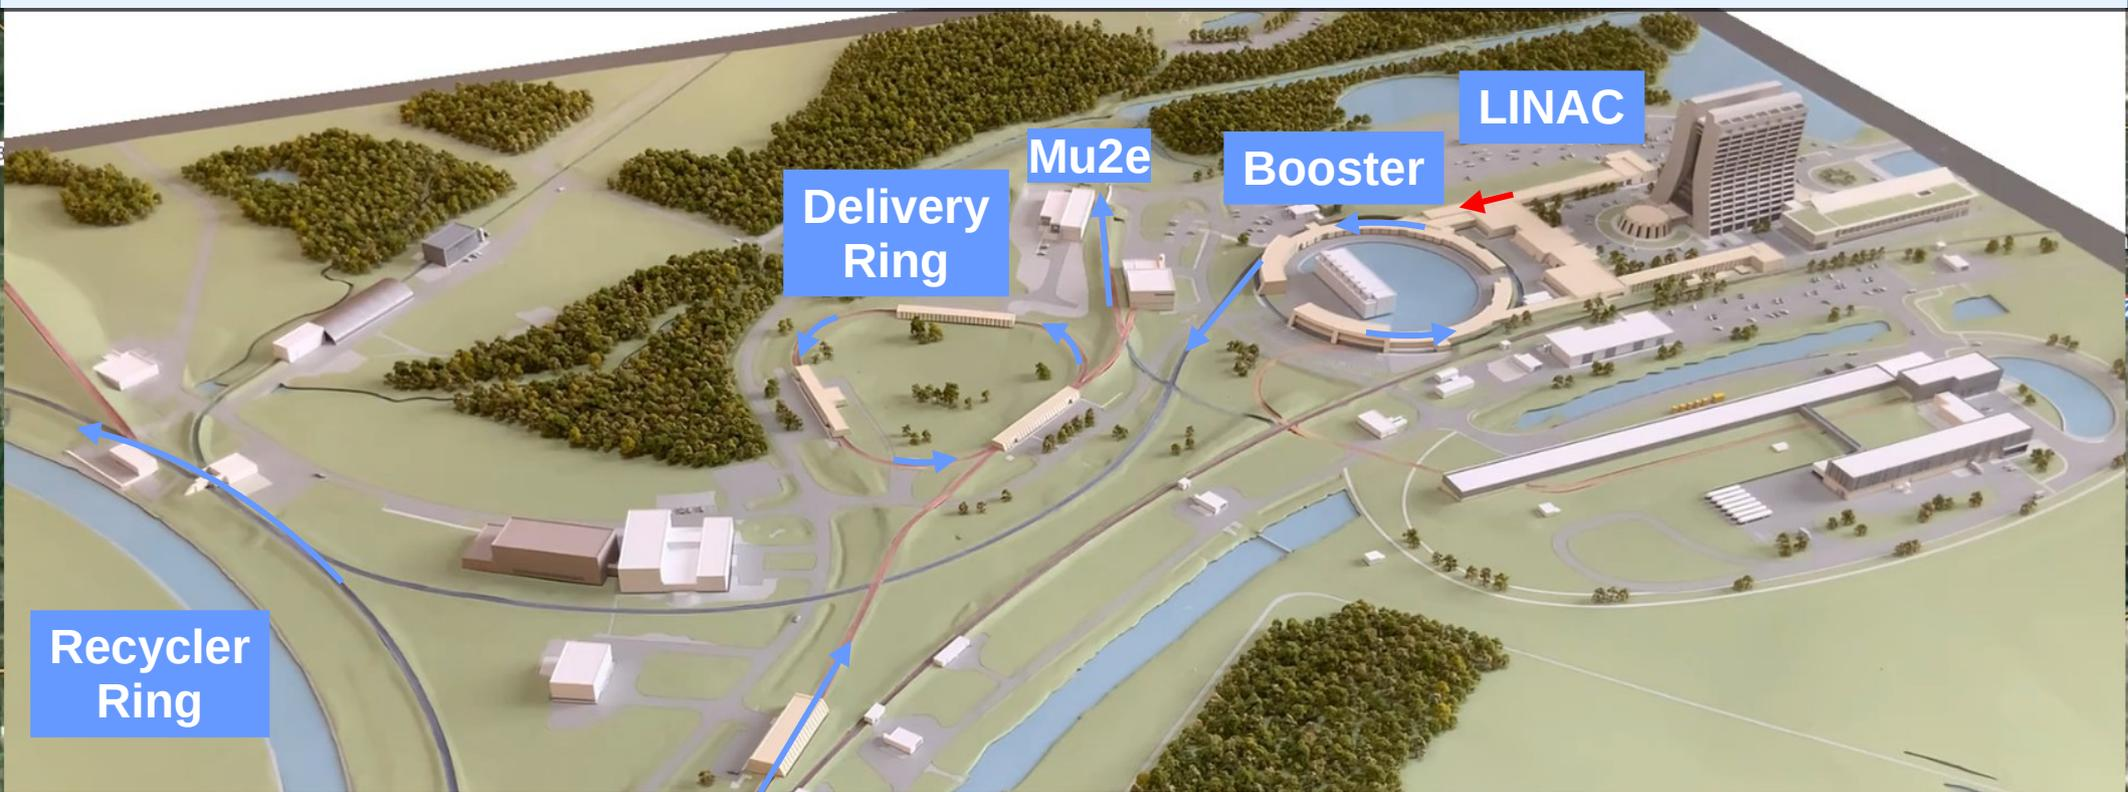 LINAC
Booster
Mu2e
Delivery
Ring
Recycler
Ring